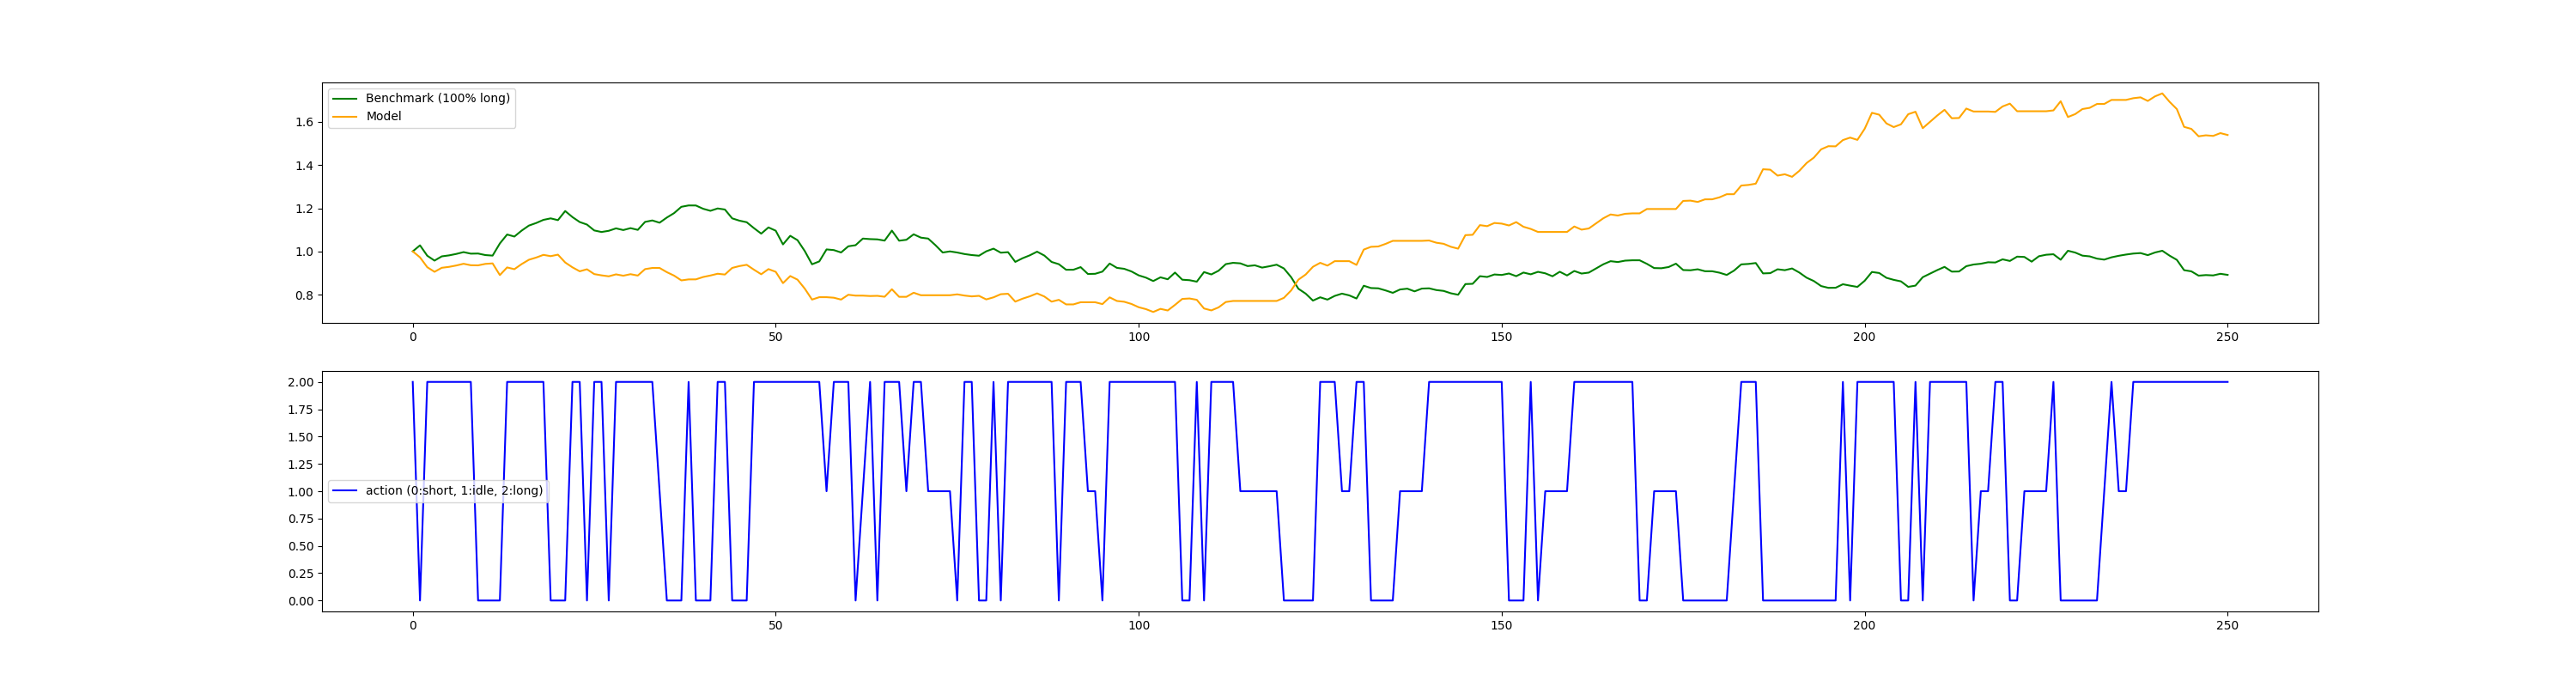 Benchmark (100% long)
Model
1.6
1.4
1.2
1.0
0.8
0 50 100 150 200 250
2.00
1.75
1.50
1.25
1.00
action (0:short, 1:idle, 2:long)
0.75
0.50
0.25
0.00
0 50 100 150 200 250